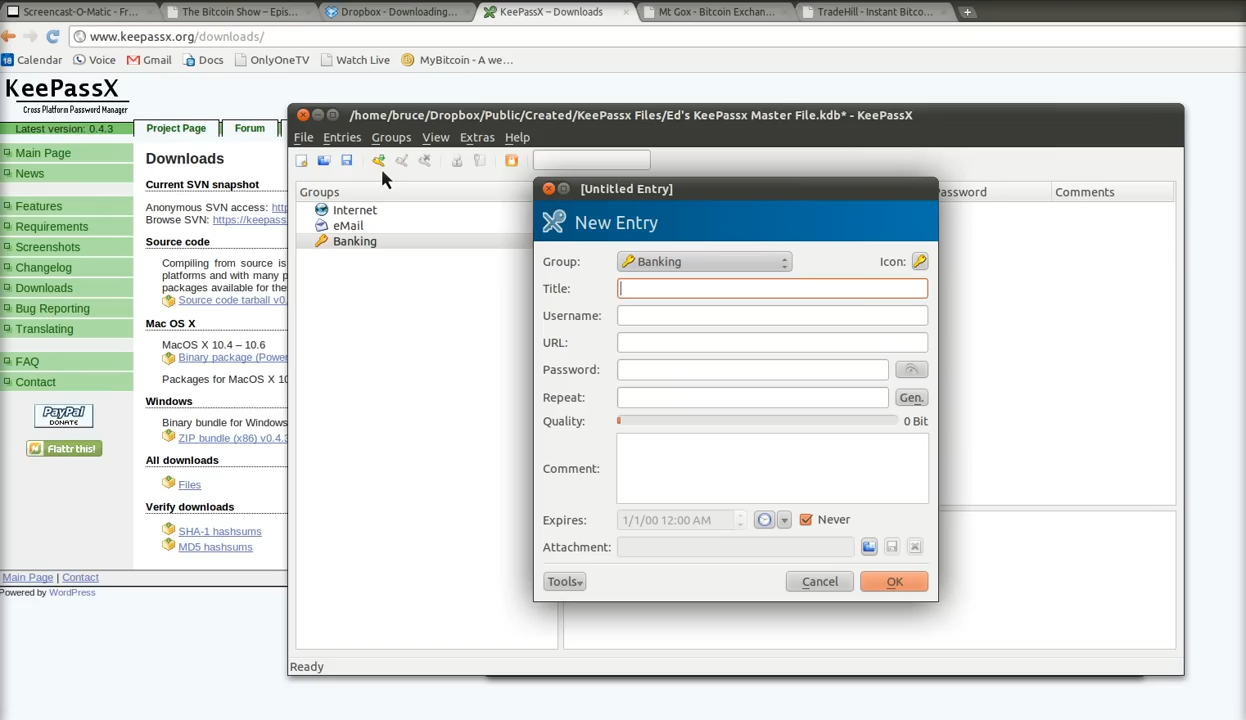 Screencast-O-Matic - Fr...
The Bitcoin Show – Epis...
Dropbox - Downloading...
KeePassX – Downloads
Mt Gox - Bitcoin Exchan...
TradeHill - Instant Bitco...
www.keepassx.org/downloads/
18 Calendar
Voice
Gmail
Docs
OnlyOneTV
Watch Live
MyBitcoin - A we...
KeePassX
Cross Platform Password Manager
Latest version: 0.4.3
Project Page
Forum
Main Page
News
Features
Requirements
Screenshots
Changelog
Downloads
Bug Reporting
Translating
FAQ
Contact
PayPal
DONATE
Flattr this!
Main Page | Contact
Powered by WordPress
Downloads
Current SVN snapshot
Anonymous SVN access: http
Browse SVN: https://keepass
Source code
Compiling from source is
platforms and with many p
packages available for the
Source code tarball v0.
Mac OS X
MacOS X 10.4 – 10.6
Binary package (Power
Packages for MacOS X 10
Windows
Binary bundle for Windows
ZIP bundle (x86) v0.4.3
All downloads
Files
Verify downloads
SHA-1 hashsums
MD5 hashsums
/home/bruce/Dropbox/Public/Created/KeePassx Files/Ed's KeePassx Master File.kdb* - KeePassX
File Entries Groups View Extras Help
Groups
Internet
eMail
Banking
assword
Comments
[Untitled Entry]
New Entry
Group: Banking Icon:
Title:
Username:
URL:
Password:
Repeat: Gen.
Quality: 0 Bit
Comment:
Expires: 1/1/00 12:00 AM Never
Attachment:
Tools Cancel OK
Ready